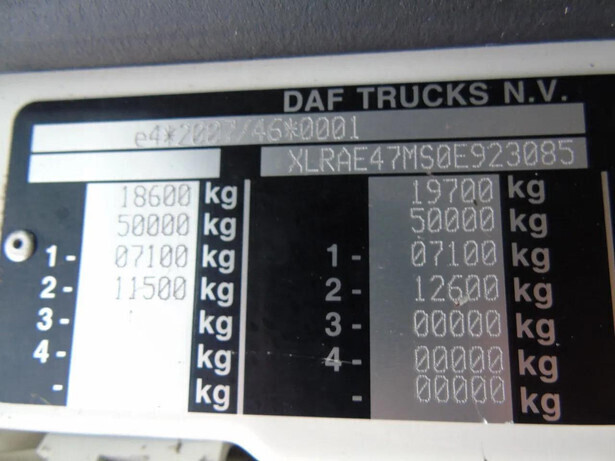 DAF TRUCKS N.V.
e4*2007/46*0001
XLRAE47MS0E923085
18600 kg 19700 kg
50000 kg 50000 kg
1- 07100 kg 1- 07100 kg
2- 11500 kg 2- 12600 kg
3- kg 3- 00000 kg
4- kg 4- 00000 kg
- kg - 00000 kg